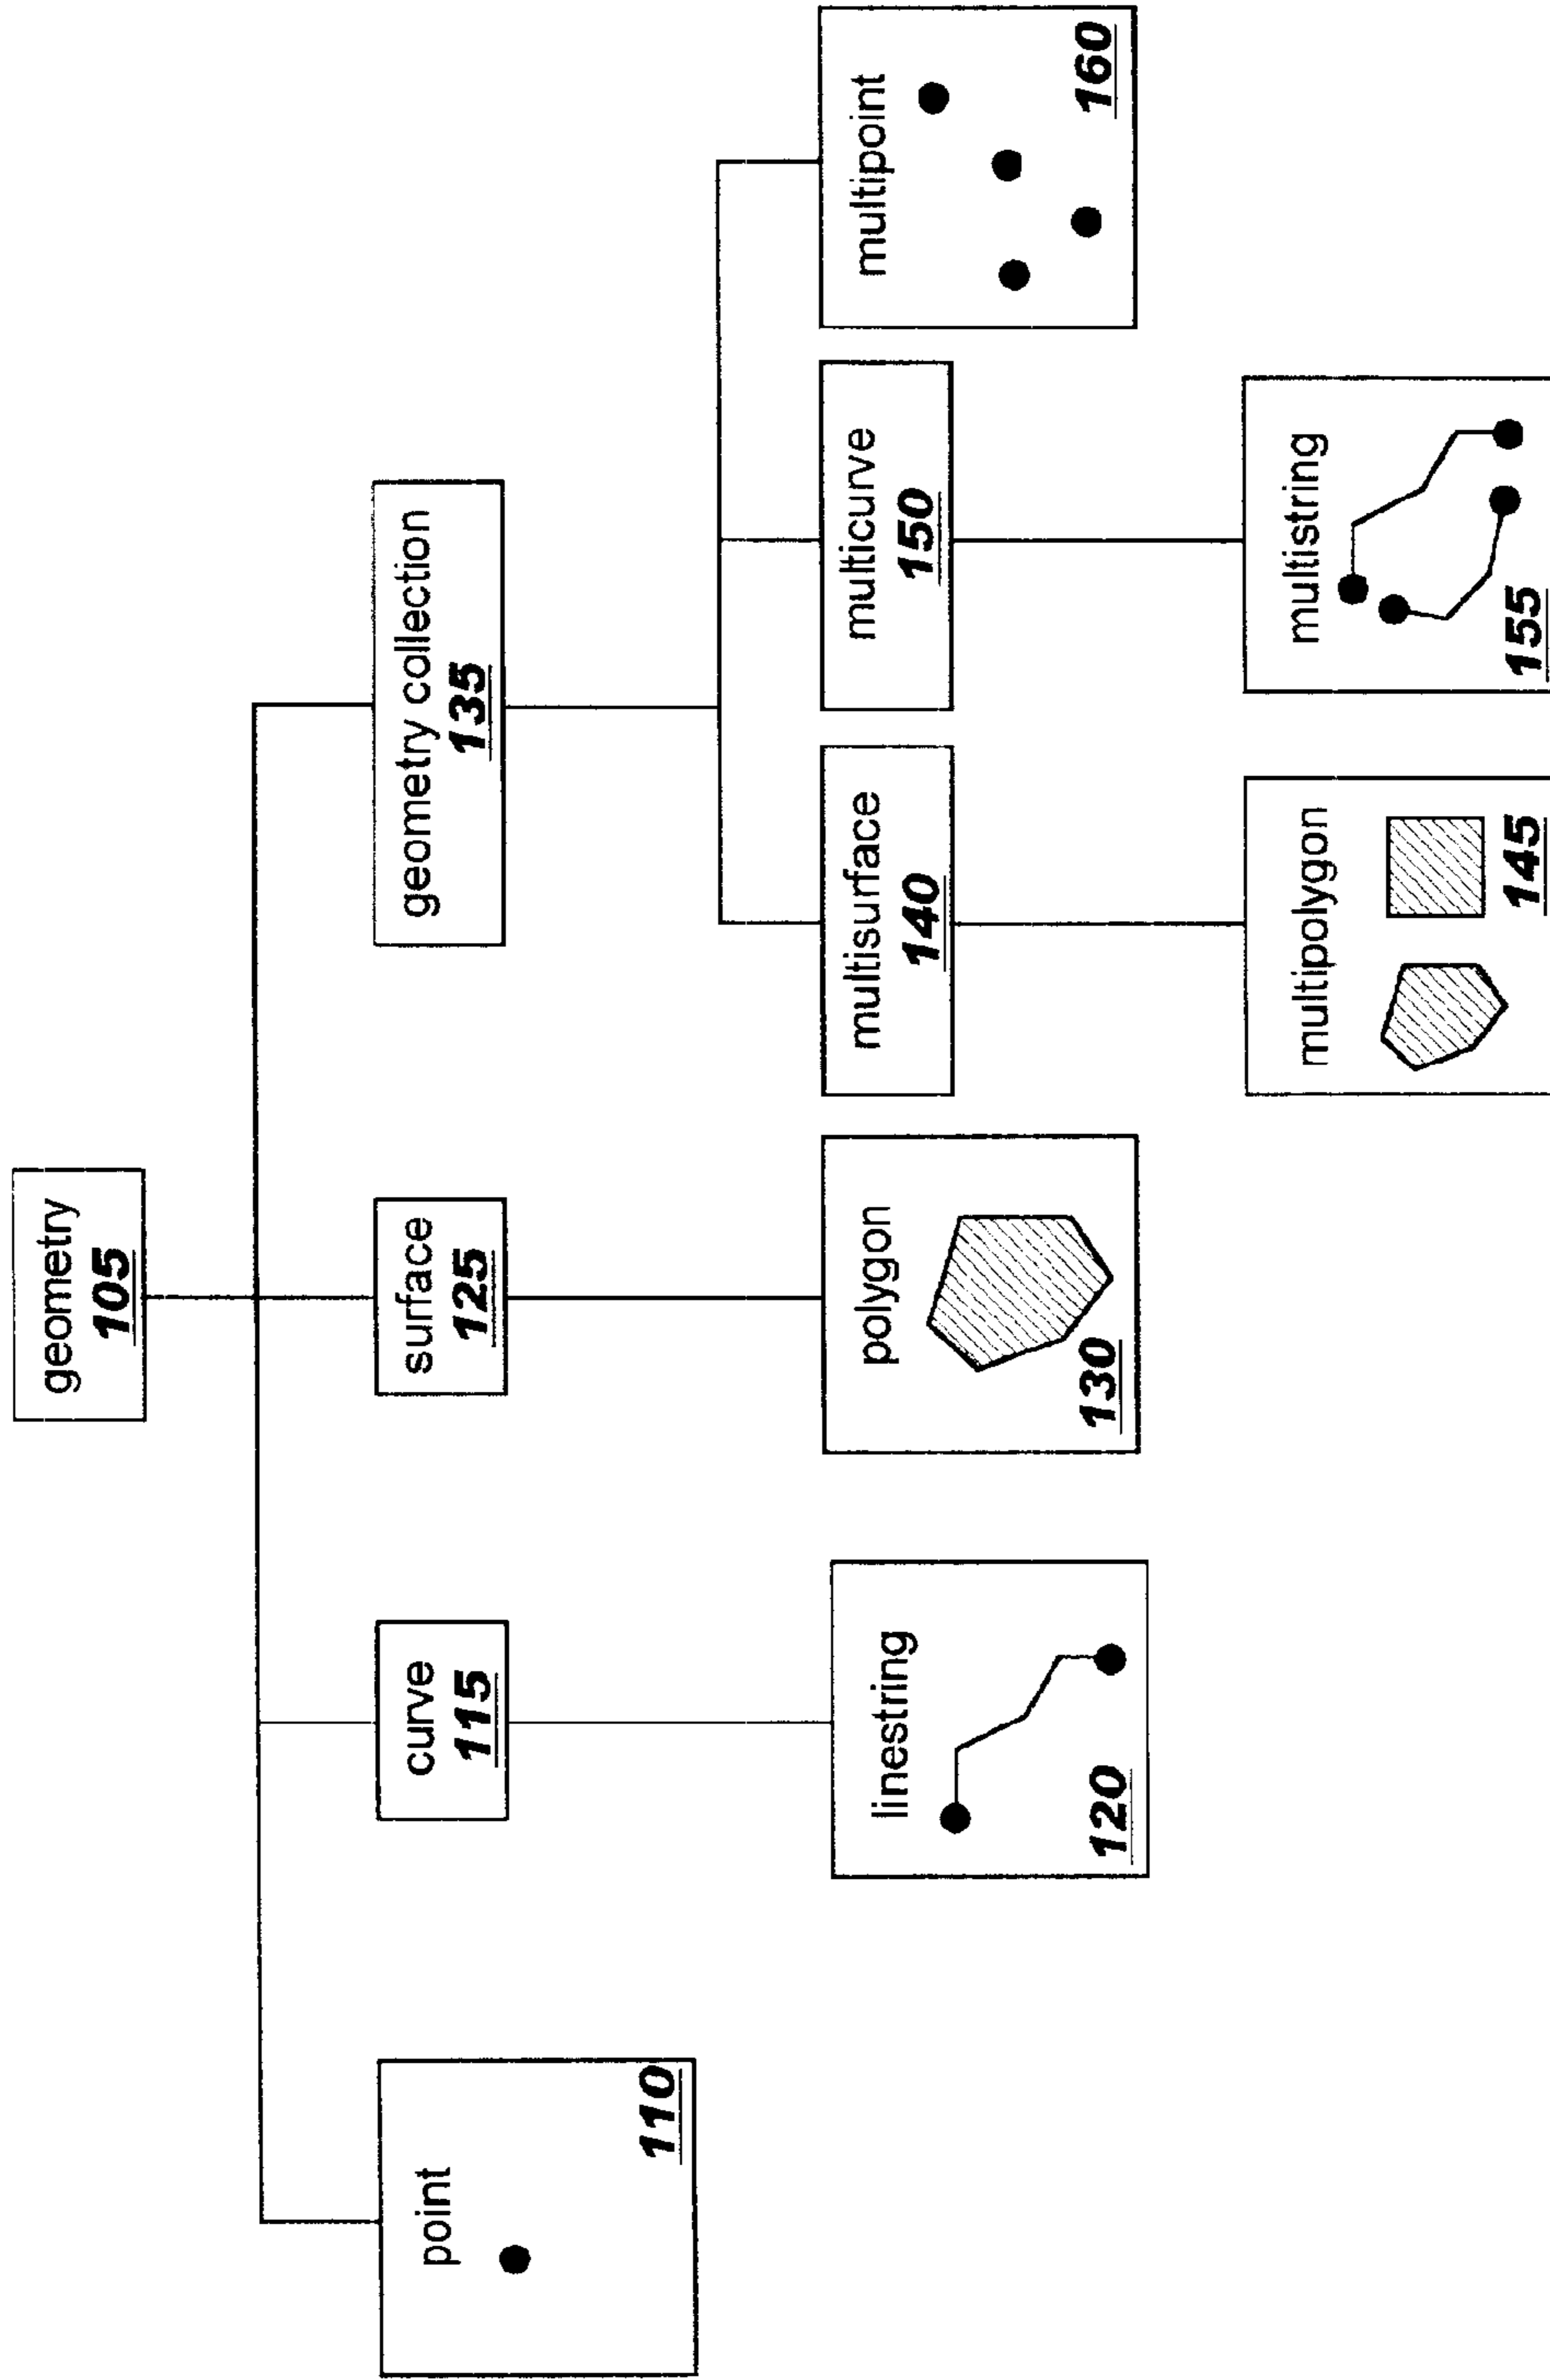 geometry
105
point
110
curve
115
surface
125
geometry collection
135
linestring
120
polygon
130
multisurface
140
multicurve
150
multipoint
160
multipolygon
145
multistring
155